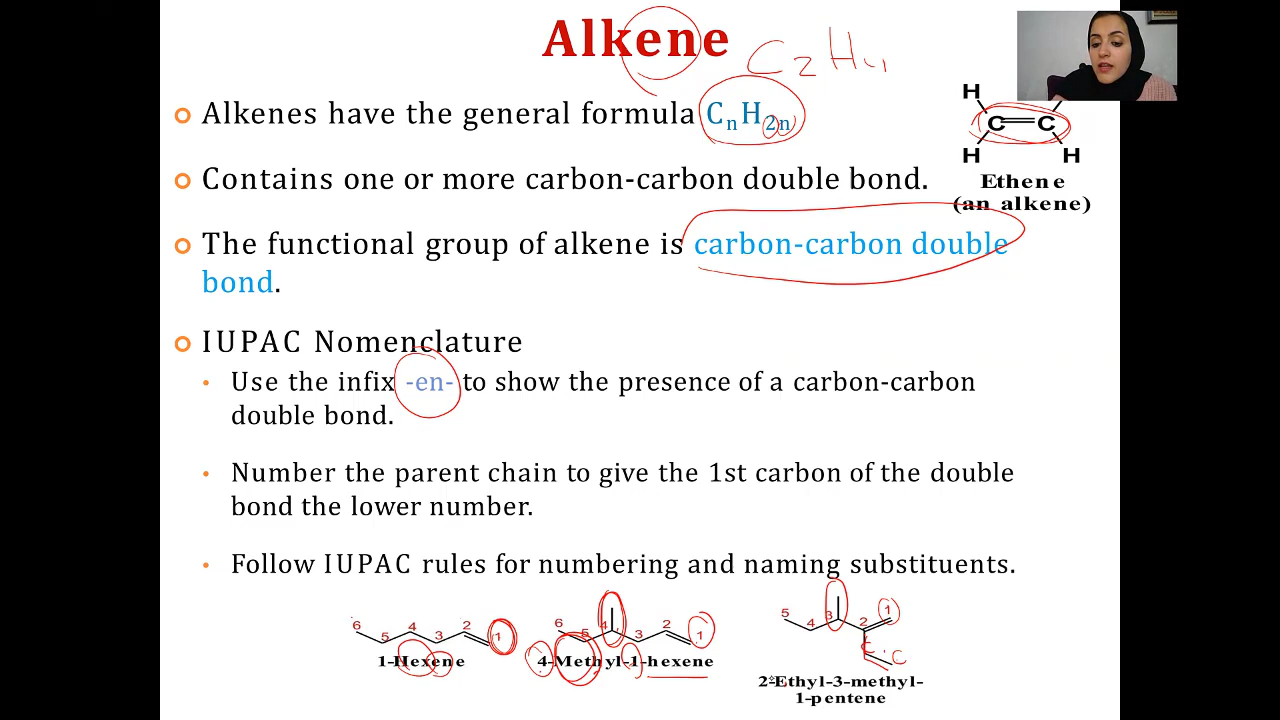 Alkene
C2H4
Alkenes have the general formula CnH2n
Contains one or more carbon-carbon double bond.
The functional group of alkene is carbon-carbon double
bond.
H
C C
H H
Ethene
(an alkene)
IUPAC Nomenclature
Use the infix -en- to show the presence of a carbon-carbon
double bond.
Number the parent chain to give the 1st carbon of the double
bond the lower number.
Follow IUPAC rules for numbering and naming substituents.
6 5 4 3 2 1
1-Hexene
6 5 4 3 2 1
4-Methyl-1-hexene
5 4 3 2 1
C C
2-Ethyl-3-methyl-
1-pentene